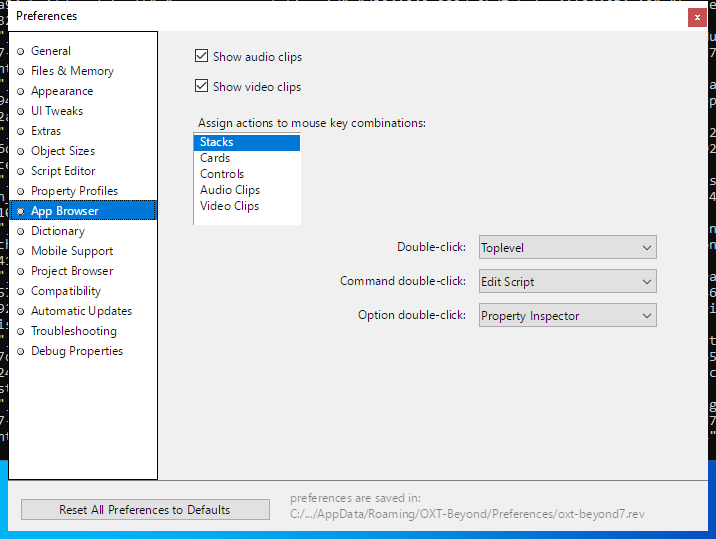 Preferences
x
General
Files & Memory
Appearance
UI Tweaks
Extras
Object Sizes
Script Editor
Property Profiles
App Browser
Dictionary
Mobile Support
Project Browser
Compatibility
Automatic Updates
Troubleshooting
Debug Properties
Show audio clips
Show video clips
Assign actions to mouse key combinations:
Stacks
Cards
Controls
Audio Clips
Video Clips
Double-click: Toplevel
Command double-click: Edit Script
Option double-click: Property Inspector
Reset All Preferences to Defaults
preferences are saved in:
C:/.../AppData/Roaming/OXT-Beyond/Preferences/oxt-beyond7.rev